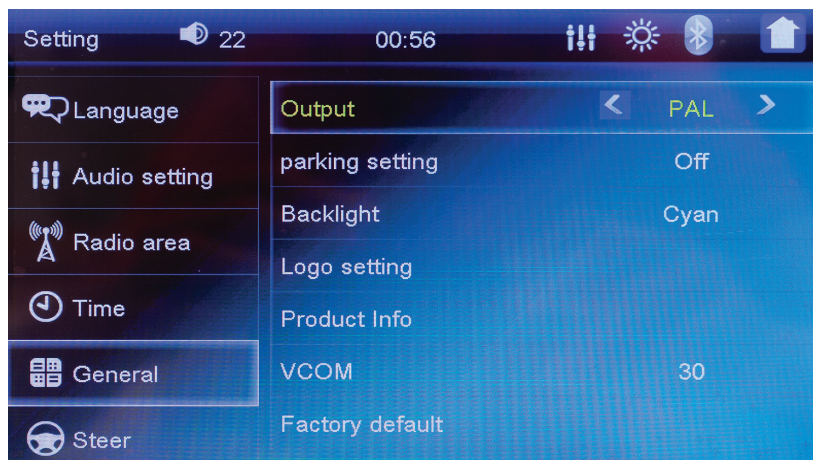 Setting 22 00:56
Language
Audio setting
Radio area
Time
General
Steer
Output < PAL >
parking setting Off
Backlight Cyan
Logo setting
Product Info
VCOM 30
Factory default